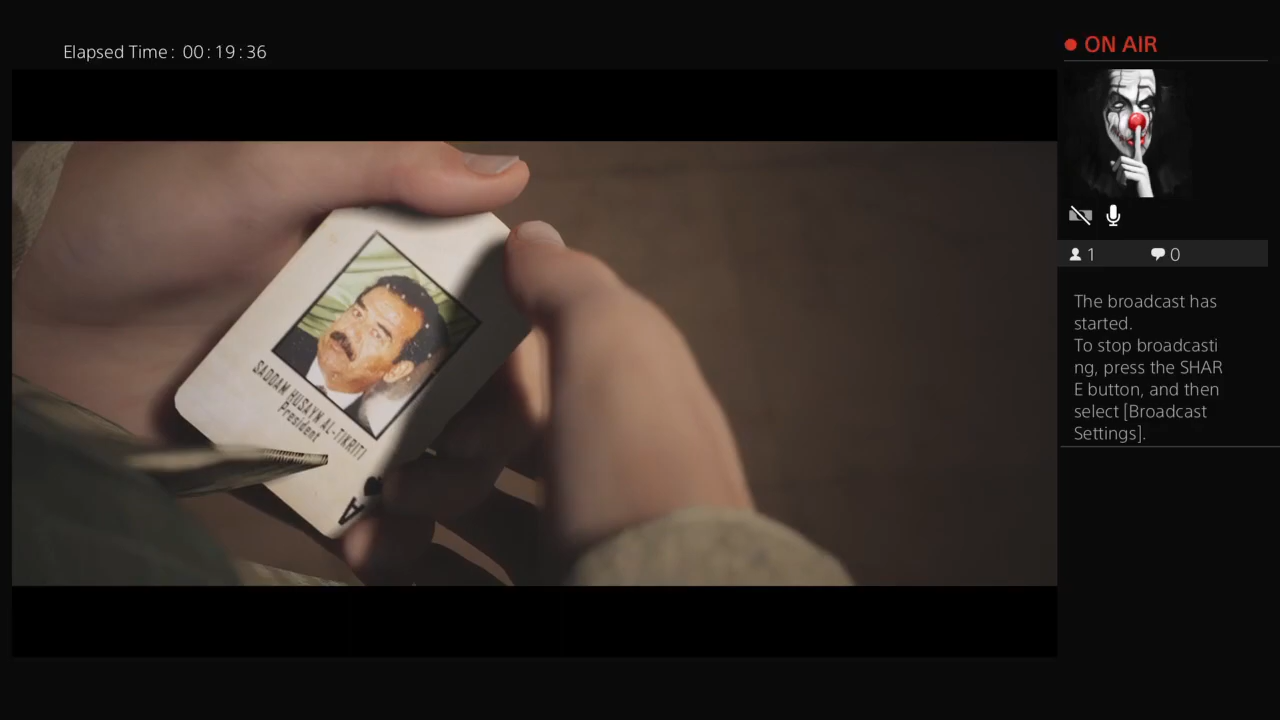 Elapsed Time: 00:19:36
ON AIR
1
0
The broadcast has
started.
To stop broadcasti
ng, press the SHAR
E button, and then
select [Broadcast
Settings].
SADDAM HUSAYN AL-TIKRITI
President
A